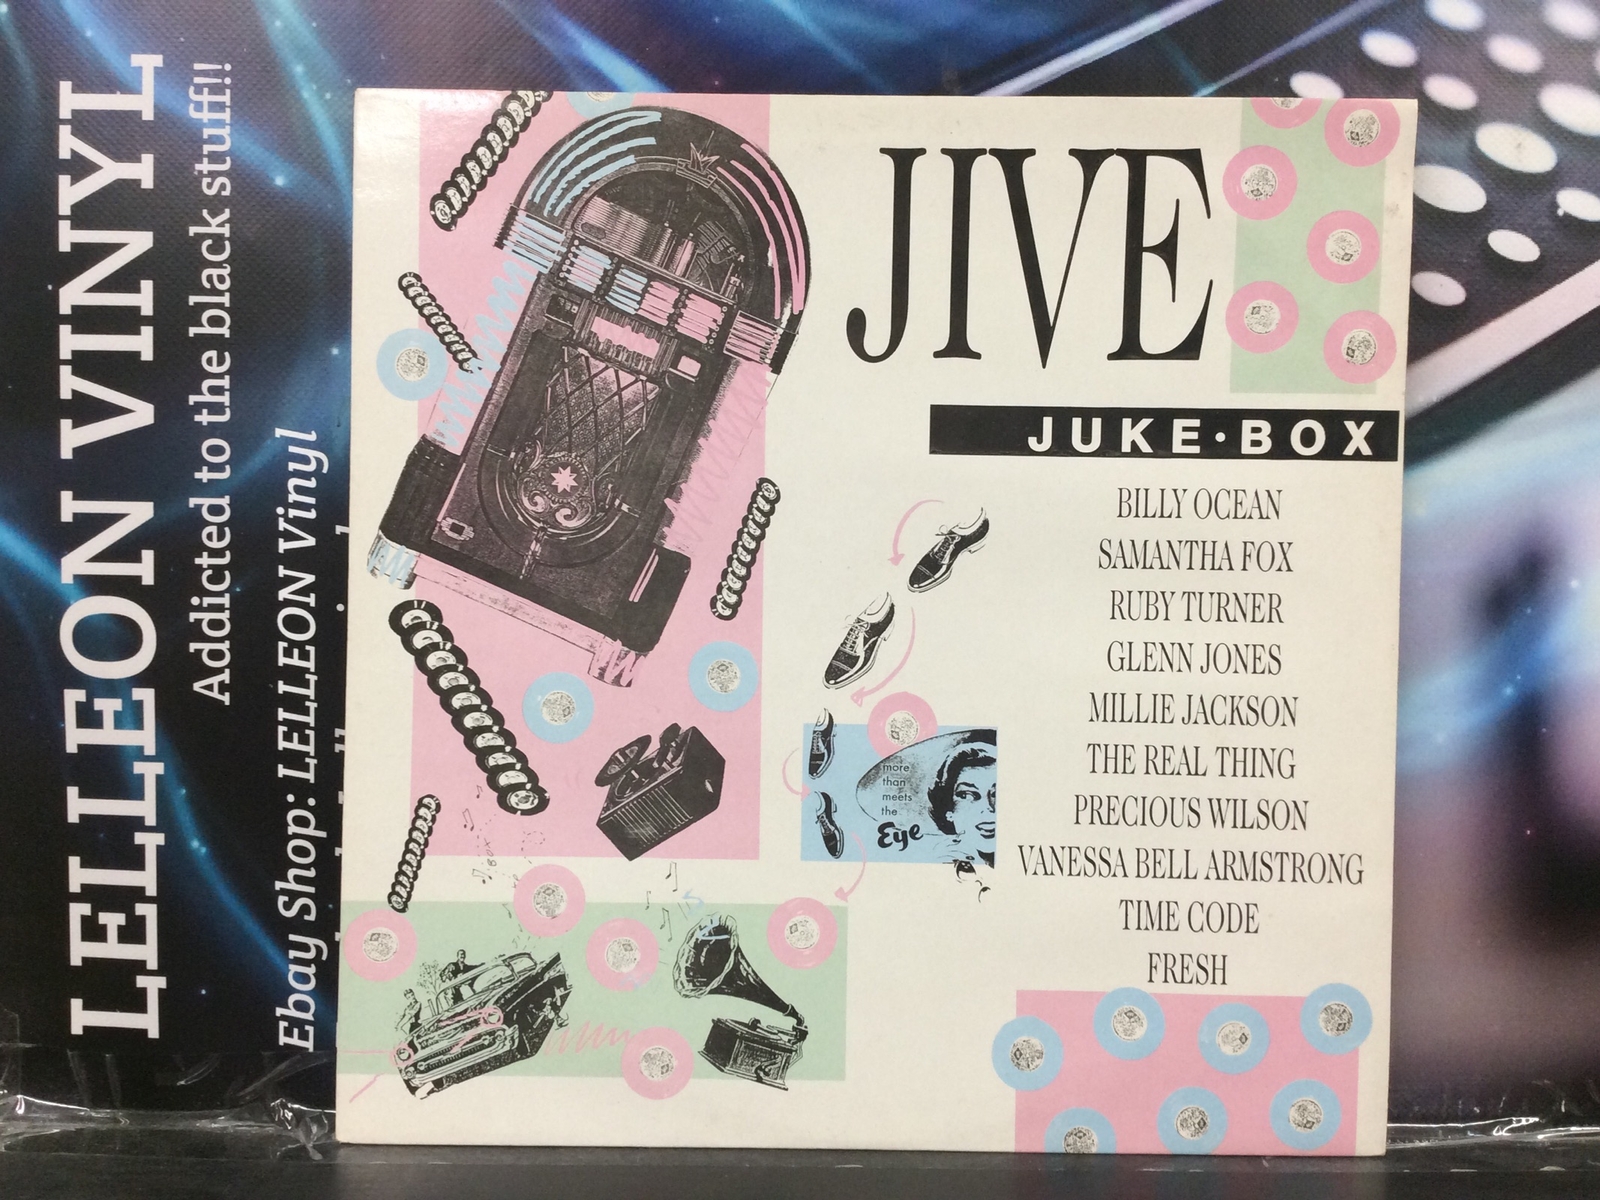 LELLEON VINYL
Addicted to the black stuff!!
Ebay Shop: LELLEON Vinyl
JIVE
JUKE·BOX
BILLY OCEAN
SAMANTHA FOX
RUBY TURNER
GLENN JONES
MILLIE JACKSON
THE REAL THING
PRECIOUS WILSON
VANESSA BELL ARMSTRONG
TIME CODE
FRESH
more
than
meets
the
Eye